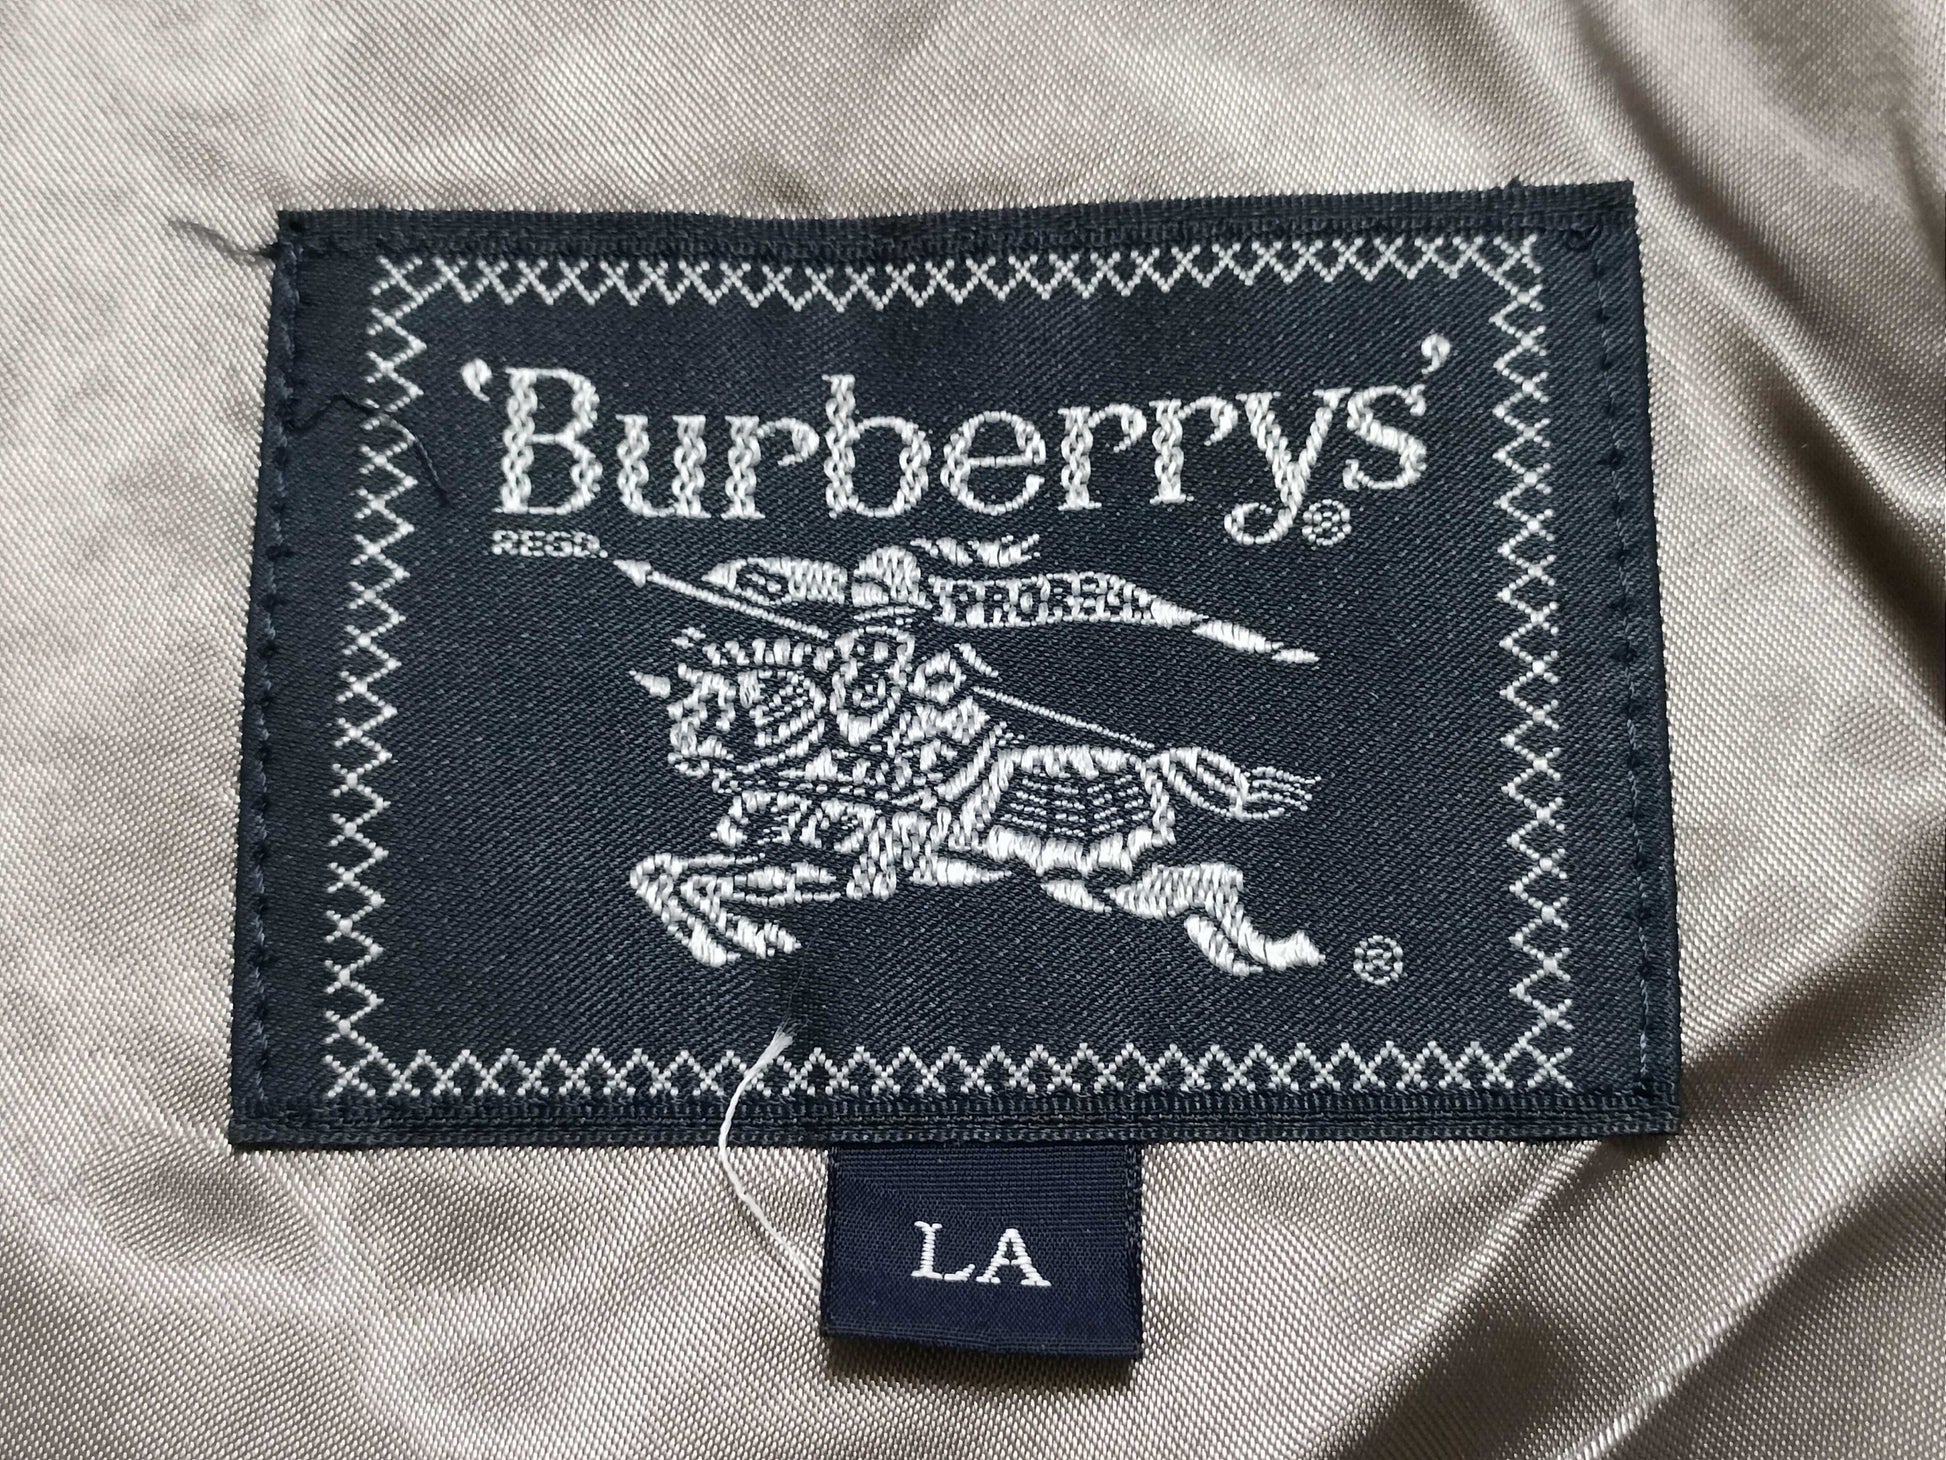 'Burberrys'®
REGD.
PRORSUM
®
LA